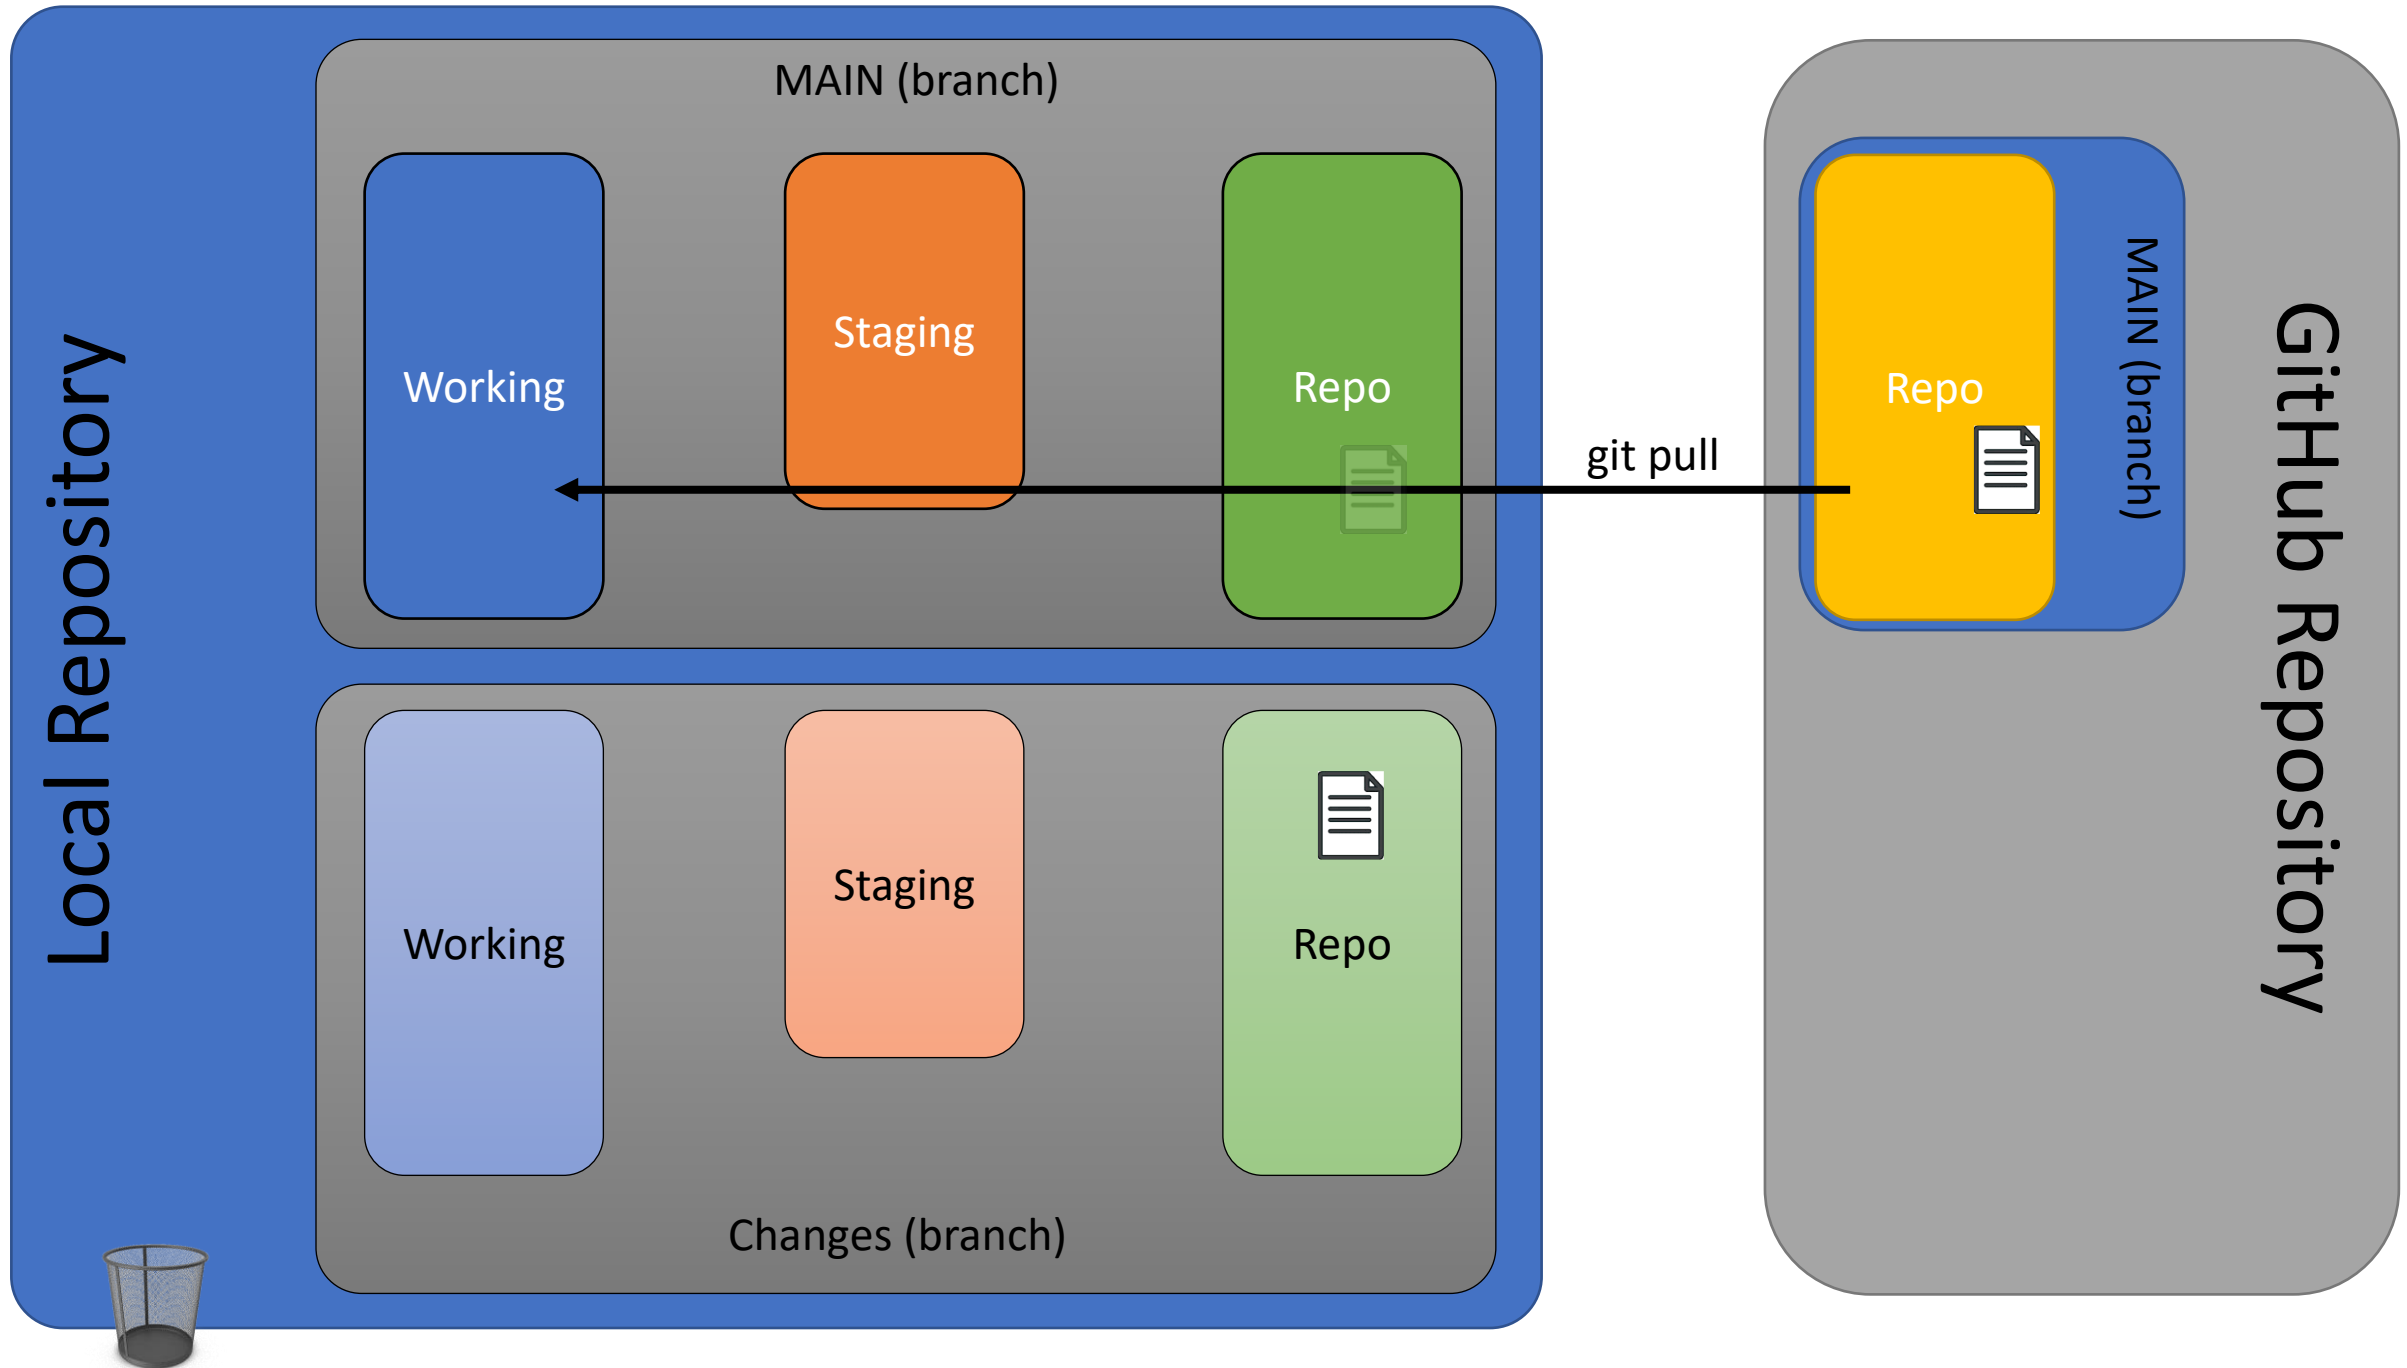 Local Repository
MAIN (branch)
Working
Staging
Repo
git pull
Repo
MAIN (branch)
GitHub Repository
Working
Staging
Repo
Changes (branch)